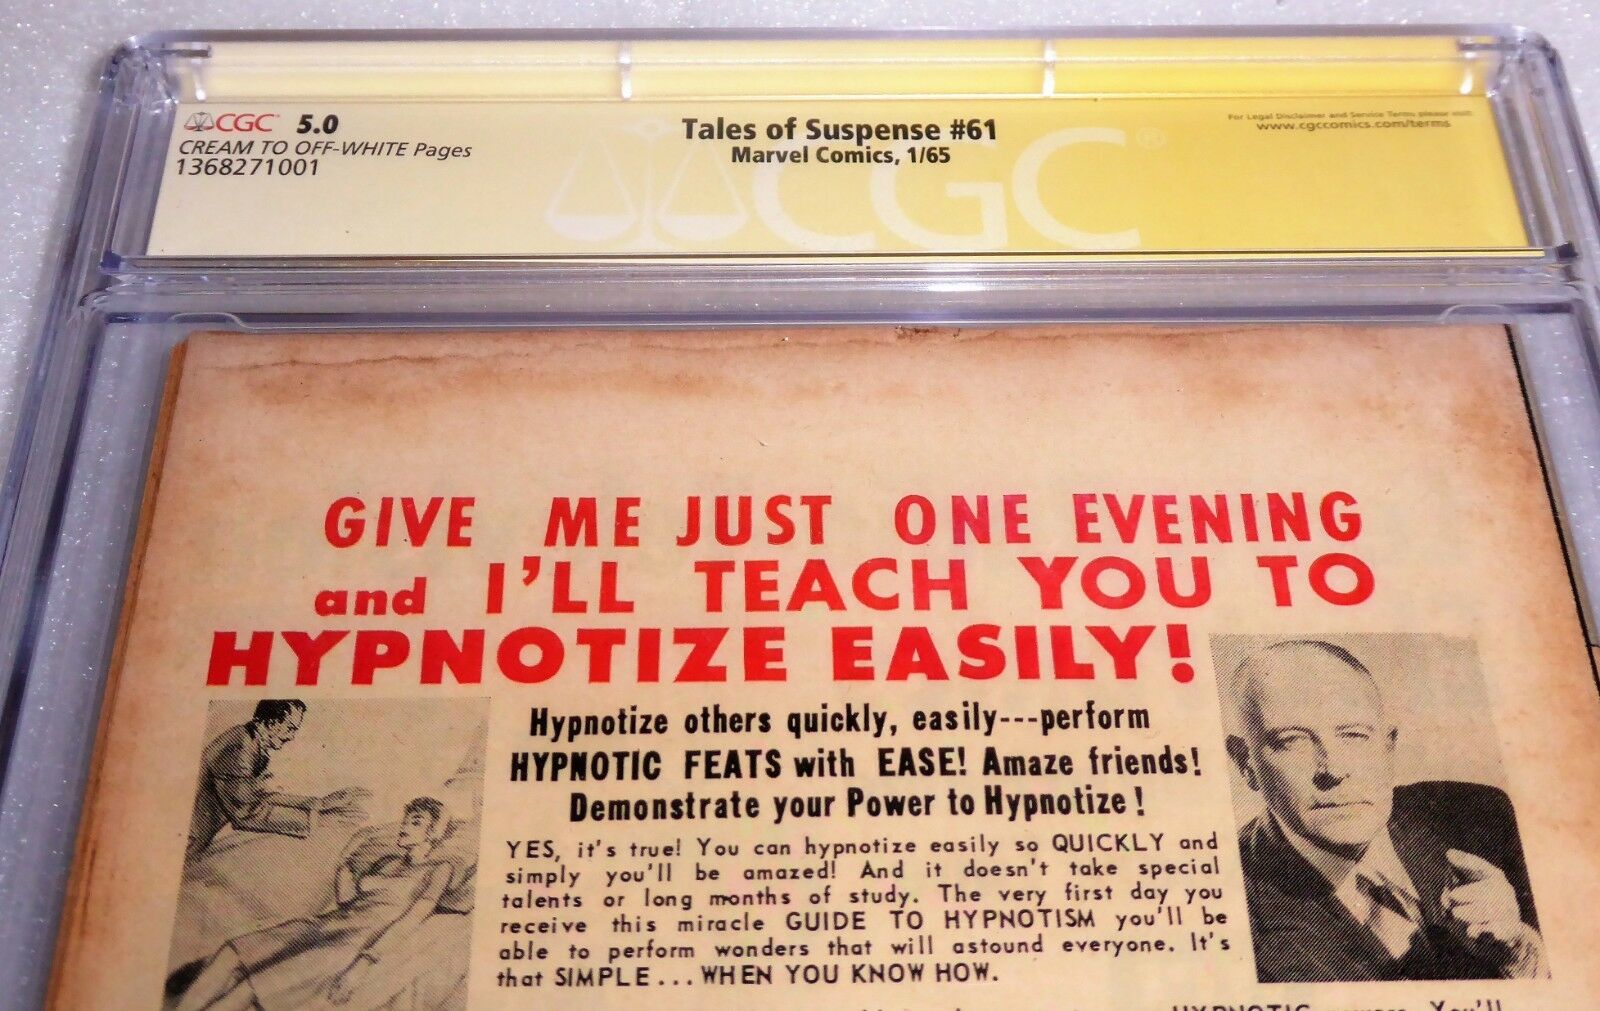 CGC 5.0
CREAM TO OFF-WHITE Pages
1368271001
Tales of Suspense #61
Marvel Comics, 1/65
For Legal Disclaimer and Service Terms, please visit:
www.cgccomics.com/terms
CGC®
GIVE ME JUST ONE EVENING
and I'LL TEACH YOU TO
HYPNOTIZE EASILY!
Hypnotize others quickly, easily---perform
HYPNOTIC FEATS with EASE! Amaze friends!
Demonstrate your Power to Hypnotize!
YES, it's true! You can hypnotize easily so QUICKLY and
simply you'll be amazed! And it doesn't take special
talents or long months of study. The very first day you
receive this miracle GUIDE TO HYPNOTISM you'll be
able to perform wonders that will astound everyone. It's
that SIMPLE... WHEN YOU KNOW HOW.
HYPNOTIC You'll